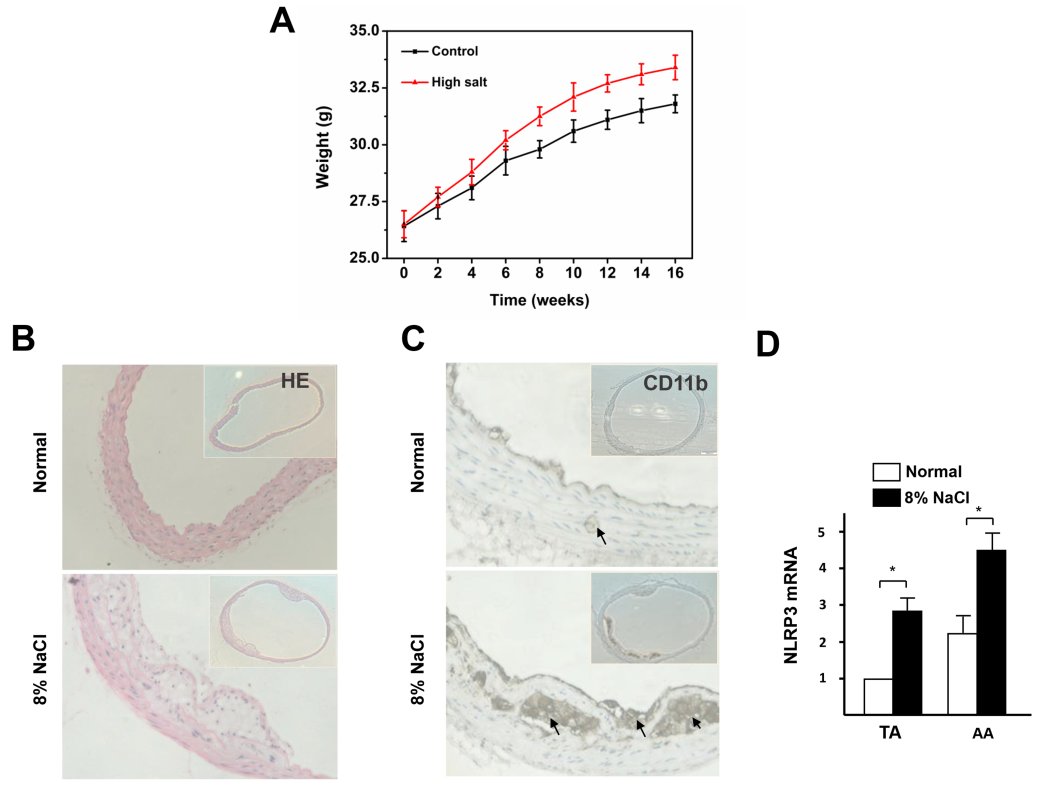 A
35.0
32.5
30.0
27.5
25.0
Weight (g)
Control
High salt
0 2 4 6 8 10 12 14 16
Time (weeks)
B
HE
Normal
8% NaCl
C
CD11b
Normal
8% NaCl
D
Normal
8% NaCl
NLRP3 mRNA
5
4
3
2
1
*
*
TA AA